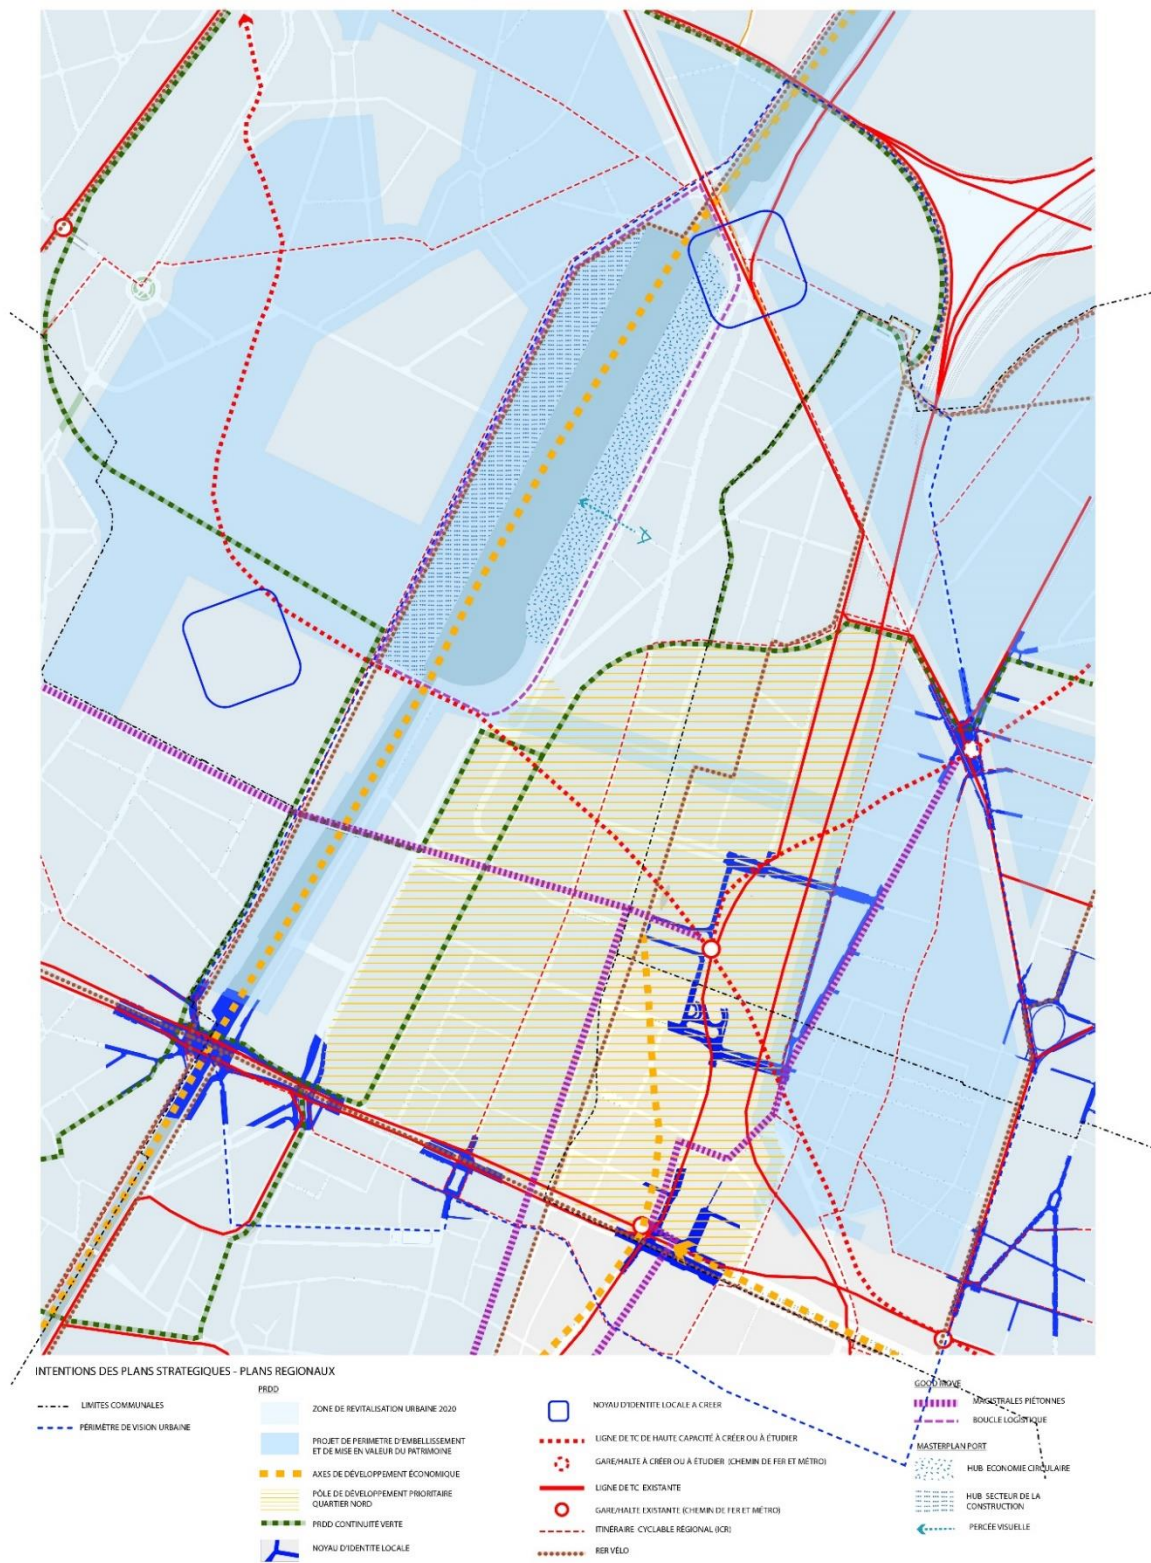 INTENTIONS DES PLANS STRATEGIQUES - PLANS REGIONAUX
LIMITES COMMUNALES
PÉRIMÈTRE DE VISION URBAINE
PRDD
ZONE DE REVITALISATION URBAINE 2020
PROJET DE PERIMETRE D'EMBELLISSEMENT
ET DE MISE EN VALEUR DU PATRIMOINE
AXES DE DÉVELOPPEMENT ÉCONOMIQUE
PÔLE DE DÉVELOPPEMENT PRIORITAIRE
QUARTIER NORD
PRDD CONTINUITÉ VERTE
NOYAU D'IDENTITE LOCALE
NOYAU D'IDENTITE LOCALE A CREER
LIGNE DE TC DE HAUTE CAPACITÉ À CRÉER OU À ÉTUDIER
GARE/HALTE À CRÉER OU À ÉTUDIER (CHEMIN DE FER ET MÉTRO)
LIGNE DE TC EXISTANTE
GARE/HALTE EXISTANTE (CHEMIN DE FER ET MÉTRO)
ITINÉRAIRE CYCLABLE RÉGIONAL (ICR)
RER VÉLO
GOOD MOVE
MAGISTRALES PIÉTONNES
BOUCLE LOGISTIQUE
MASTERPLAN PORT
HUB ECONOMIE CIRCULAIRE
HUB SECTEUR DE LA
CONSTRUCTION
PERCÉE VISUELLE